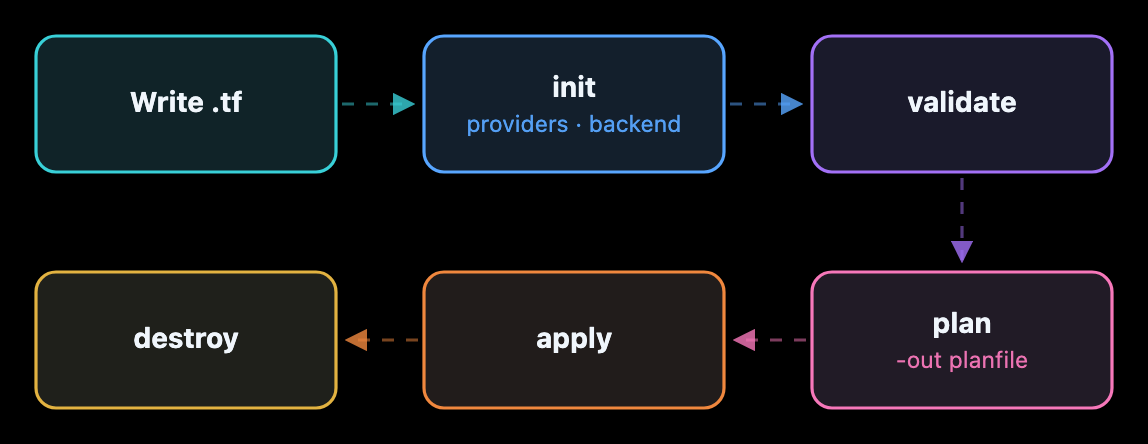 Write .tf
init
providers · backend
validate
plan
-out planfile
apply
destroy